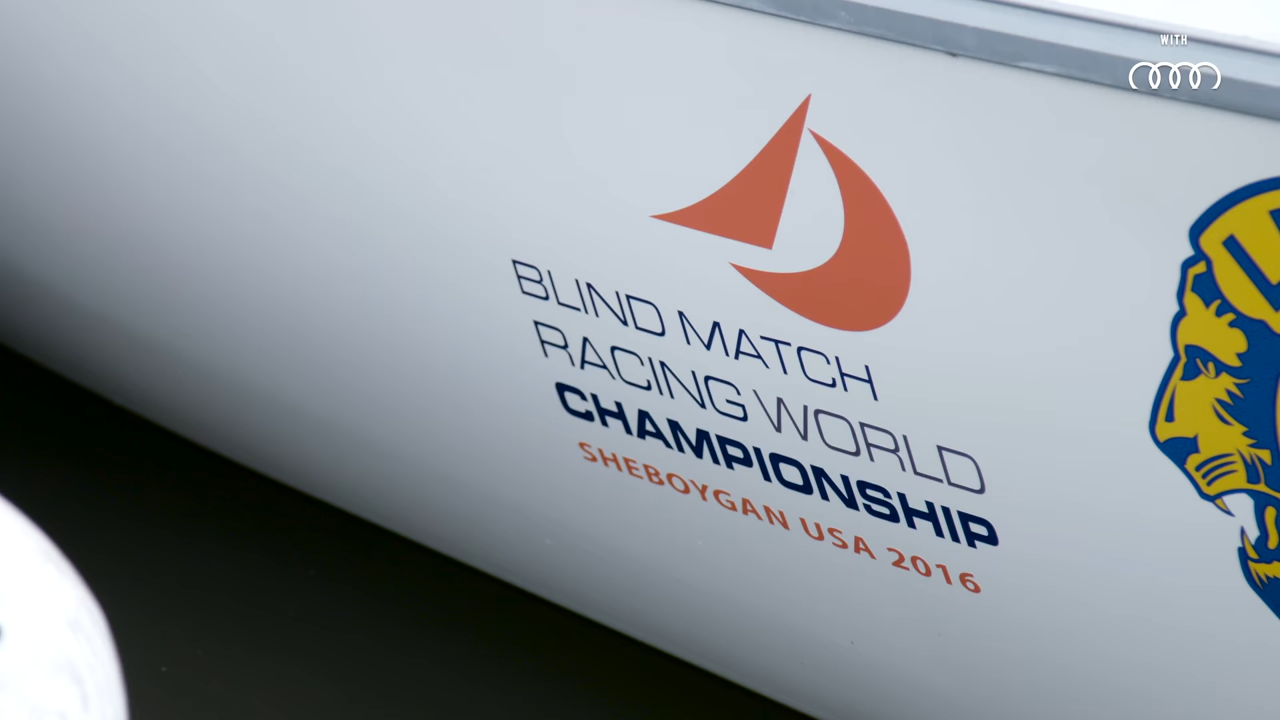 WITH
BLIND MATCH
RACING WORLD
CHAMPIONSHIP
SHEBOYGAN USA 2016